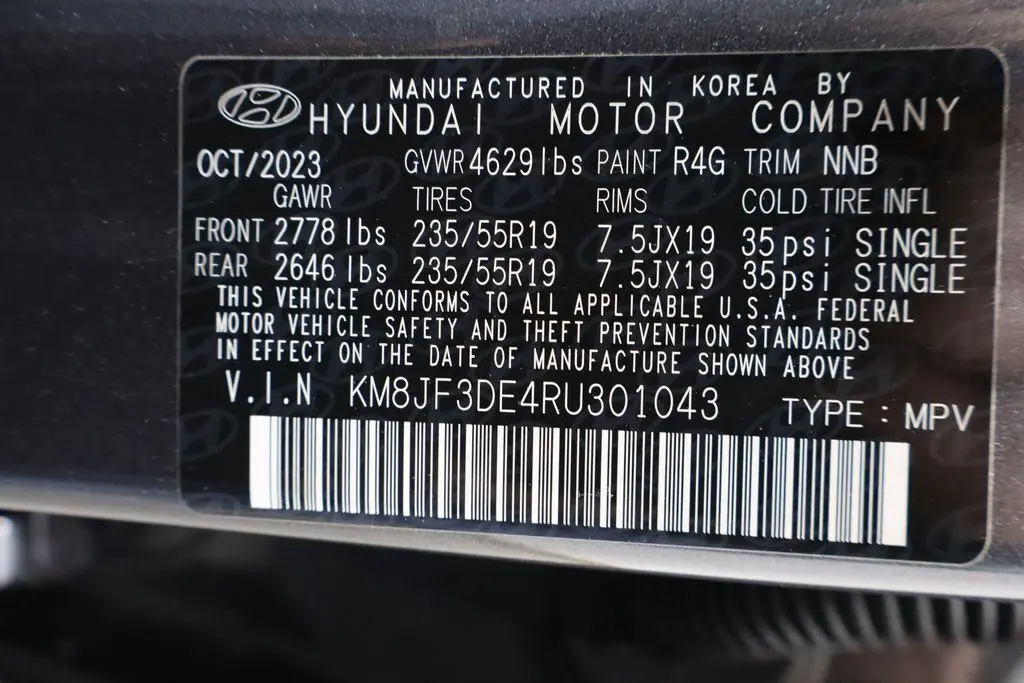 MANUFACTURED IN KOREA BY
HYUNDAI MOTOR COMPANY
OCT/2023 GVWR 4629 lbs PAINT R4G TRIM NNB
GAWR TIRES RIMS COLD TIRE INFL
FRONT 2778 lbs 235/55R19 7.5JX19 35psi SINGLE
REAR 2646 lbs 235/55R19 7.5JX19 35psi SINGLE
THIS VEHICLE CONFORMS TO ALL APPLICABLE U.S.A. FEDERAL
MOTOR VEHICLE SAFETY AND THEFT PREVENTION STANDARDS
IN EFFECT ON THE DATE OF MANUFACTURE SHOWN ABOVE
V.I.N KM8JF3DE4RU301043 TYPE : MPV